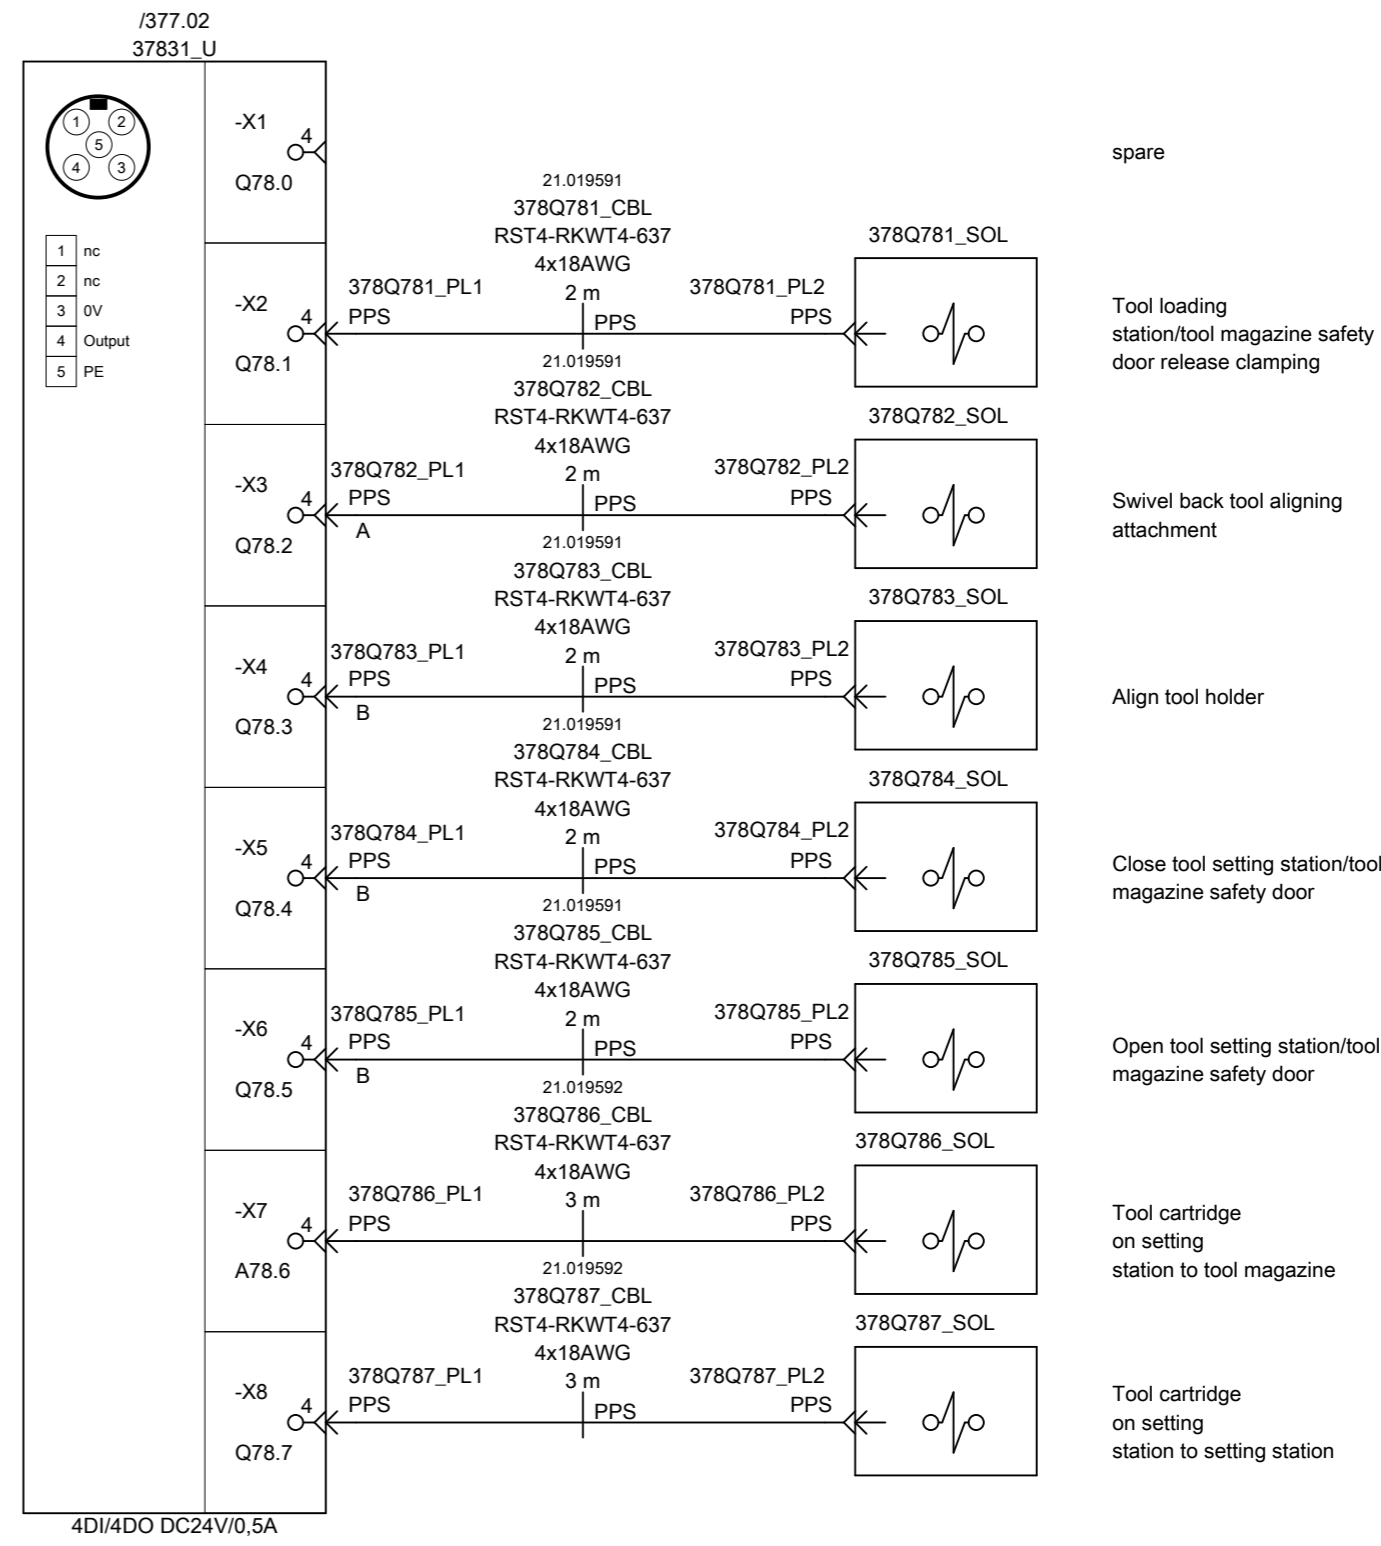 /377.02
37831_U
1
2
5
4
3
1 nc
2 nc
3 0V
4 Output
5 PE
-X1
4
Q78.0
spare
21.019591
378Q781_CBL
RST4-RKWT4-637
4x18AWG
2 m
378Q781_SOL
-X2
4
Q78.1
378Q781_PL1
PPS
PPS
378Q781_PL2
PPS
Tool loading
station/tool magazine safety
door release clamping
21.019591
378Q782_CBL
RST4-RKWT4-637
4x18AWG
2 m
378Q782_SOL
-X3
4
Q78.2
378Q782_PL1
PPS
A
PPS
378Q782_PL2
PPS
Swivel back tool aligning
attachment
21.019591
378Q783_CBL
RST4-RKWT4-637
4x18AWG
2 m
378Q783_SOL
-X4
4
Q78.3
378Q783_PL1
PPS
B
PPS
378Q783_PL2
PPS
Align tool holder
21.019591
378Q784_CBL
RST4-RKWT4-637
4x18AWG
2 m
378Q784_SOL
-X5
4
Q78.4
378Q784_PL1
PPS
B
PPS
378Q784_PL2
PPS
Close tool setting station/tool
magazine safety door
21.019591
378Q785_CBL
RST4-RKWT4-637
4x18AWG
2 m
378Q785_SOL
-X6
4
Q78.5
378Q785_PL1
PPS
B
PPS
378Q785_PL2
PPS
Open tool setting station/tool
magazine safety door
21.019592
378Q786_CBL
RST4-RKWT4-637
4x18AWG
3 m
378Q786_SOL
-X7
4
A78.6
378Q786_PL1
PPS
378Q786_PL2
PPS
Tool cartridge
on setting
station to tool magazine
21.019592
378Q787_CBL
RST4-RKWT4-637
4x18AWG
3 m
378Q787_SOL
-X8
4
Q78.7
378Q787_PL1
PPS
PPS
378Q787_PL2
PPS
Tool cartridge
on setting
station to setting station
4DI/4DO DC24V/0,5A